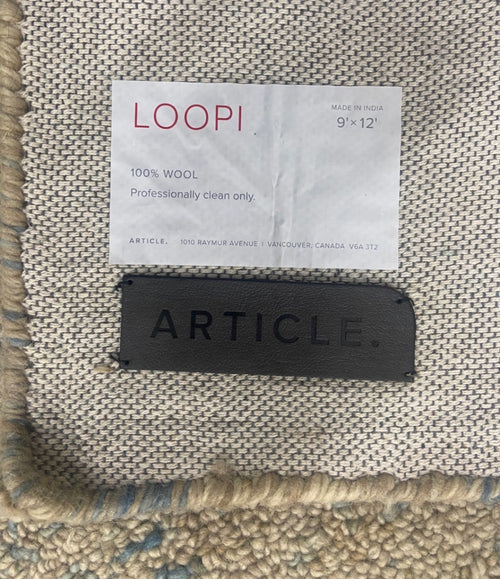 LOOPI.
MADE IN INDIA
9' × 12'
100% WOOL
Professionally clean only.
ARTICLE. 1010 RAYMUR AVENUE | VANCOUVER, CANADA V6A 3T2
ARTICLE.